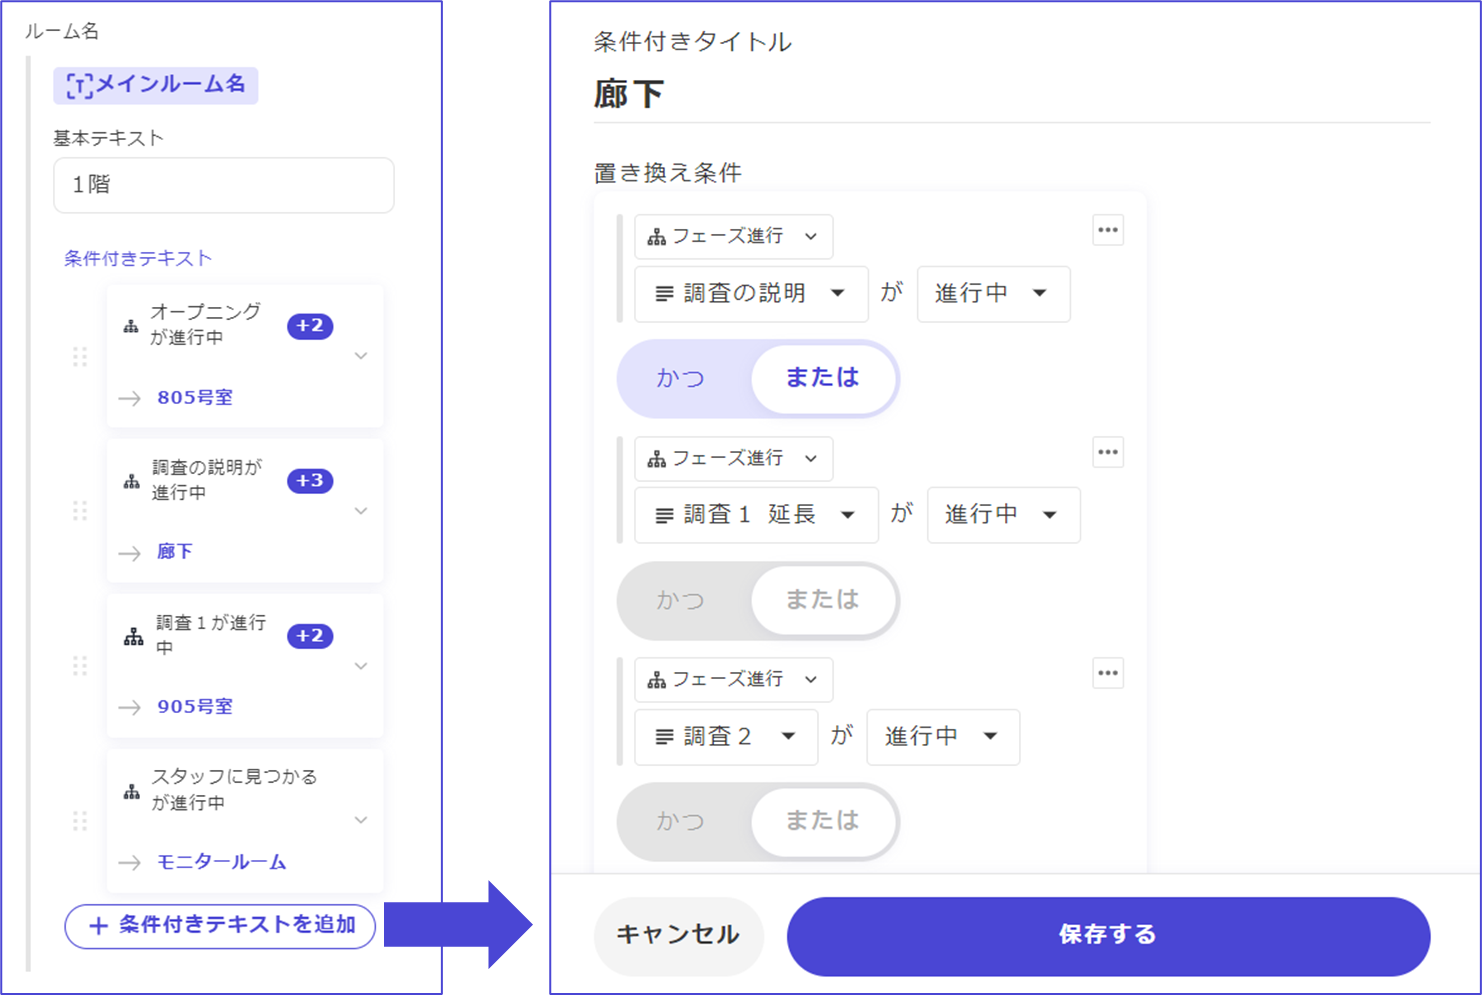 ルーム名
[T]メインルーム名
基本テキスト
1階
条件付きテキスト
オープニング
が進行中
+2
805号室
調査の説明が
進行中
+3
廊下
調査1が進行
中
+2
905号室
スタッフに見つかる
が進行中
モニタールーム
+ 条件付きテキストを追加
条件付きタイトル
廊下
置き換え条件
フェーズ進行
調査の説明 が 進行中
かつ または
フェーズ進行
調査1 延長 が 進行中
かつ または
フェーズ進行
調査2 が 進行中
かつ または
キャンセル 保存する